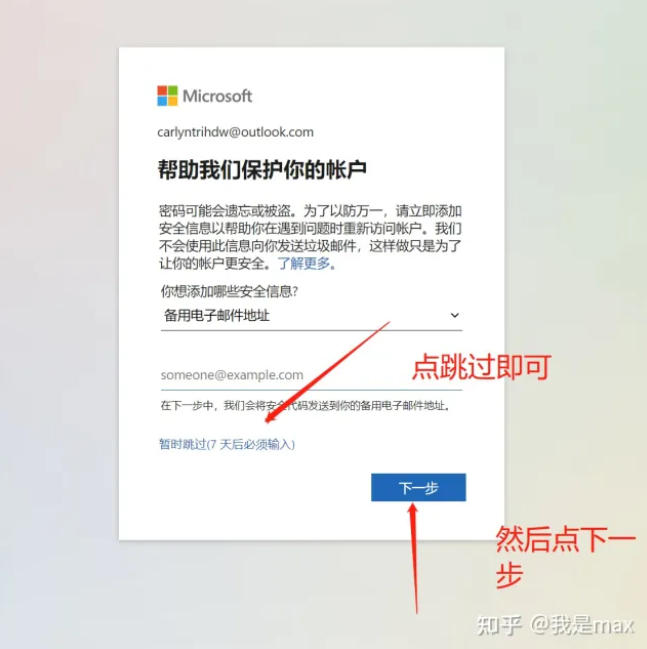 Microsoft
carlyntrihdw@outlook.com
帮助我们保护你的帐户
密码可能会遗忘或被盗。为了以防万一，请立即添加
安全信息以帮助你在遇到问题时重新访问帐户。我们
不会使用此信息向你发送垃圾邮件，这样做只是为了
让你的帐户更安全。了解更多。
你想添加哪些安全信息?
备用电子邮件地址
点跳过即可
someone@example.com
在下一步中，我们会将安全代码发送到你的备用电子邮件地址。
暂时跳过(7 天后必须输入)
下一步
然后点下一
步
知乎 @我是max